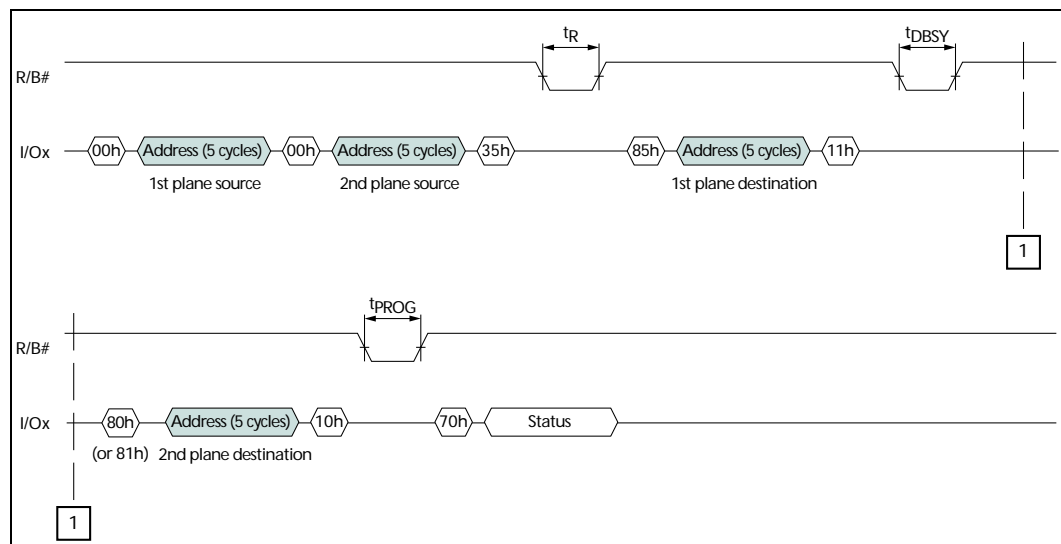 tR tDBSY
R/B#
I/Ox 00h Address (5 cycles) 00h Address (5 cycles) 35h 85h Address (5 cycles) 11h
1st plane source 2nd plane source 1st plane destination
1
tPROG
R/B#
I/Ox 80h Address (5 cycles) 10h 70h Status
(or 81h) 2nd plane destination
1